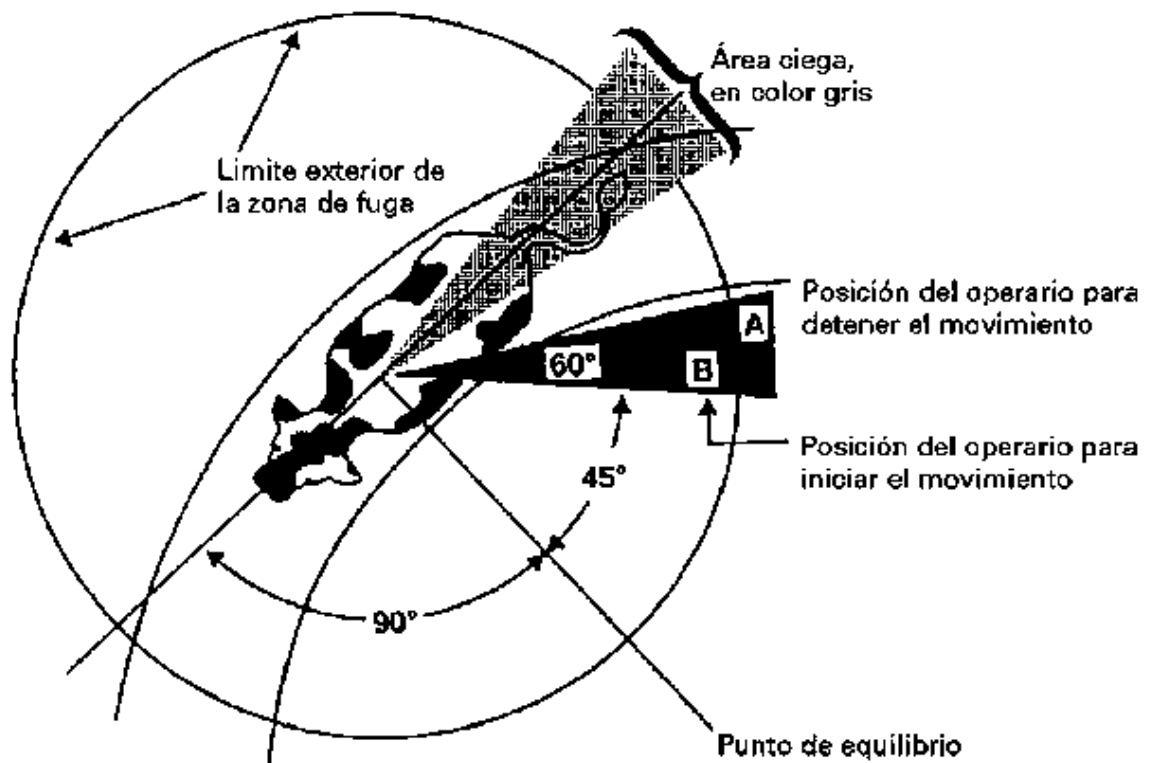 Área ciega,
en color gris
Limite exterior de
la zona de fuga
Posición del operario para
detener el movimiento
A
60°
B
Posición del operario para
iniciar el movimiento
45°
90°
Punto de equilibrio